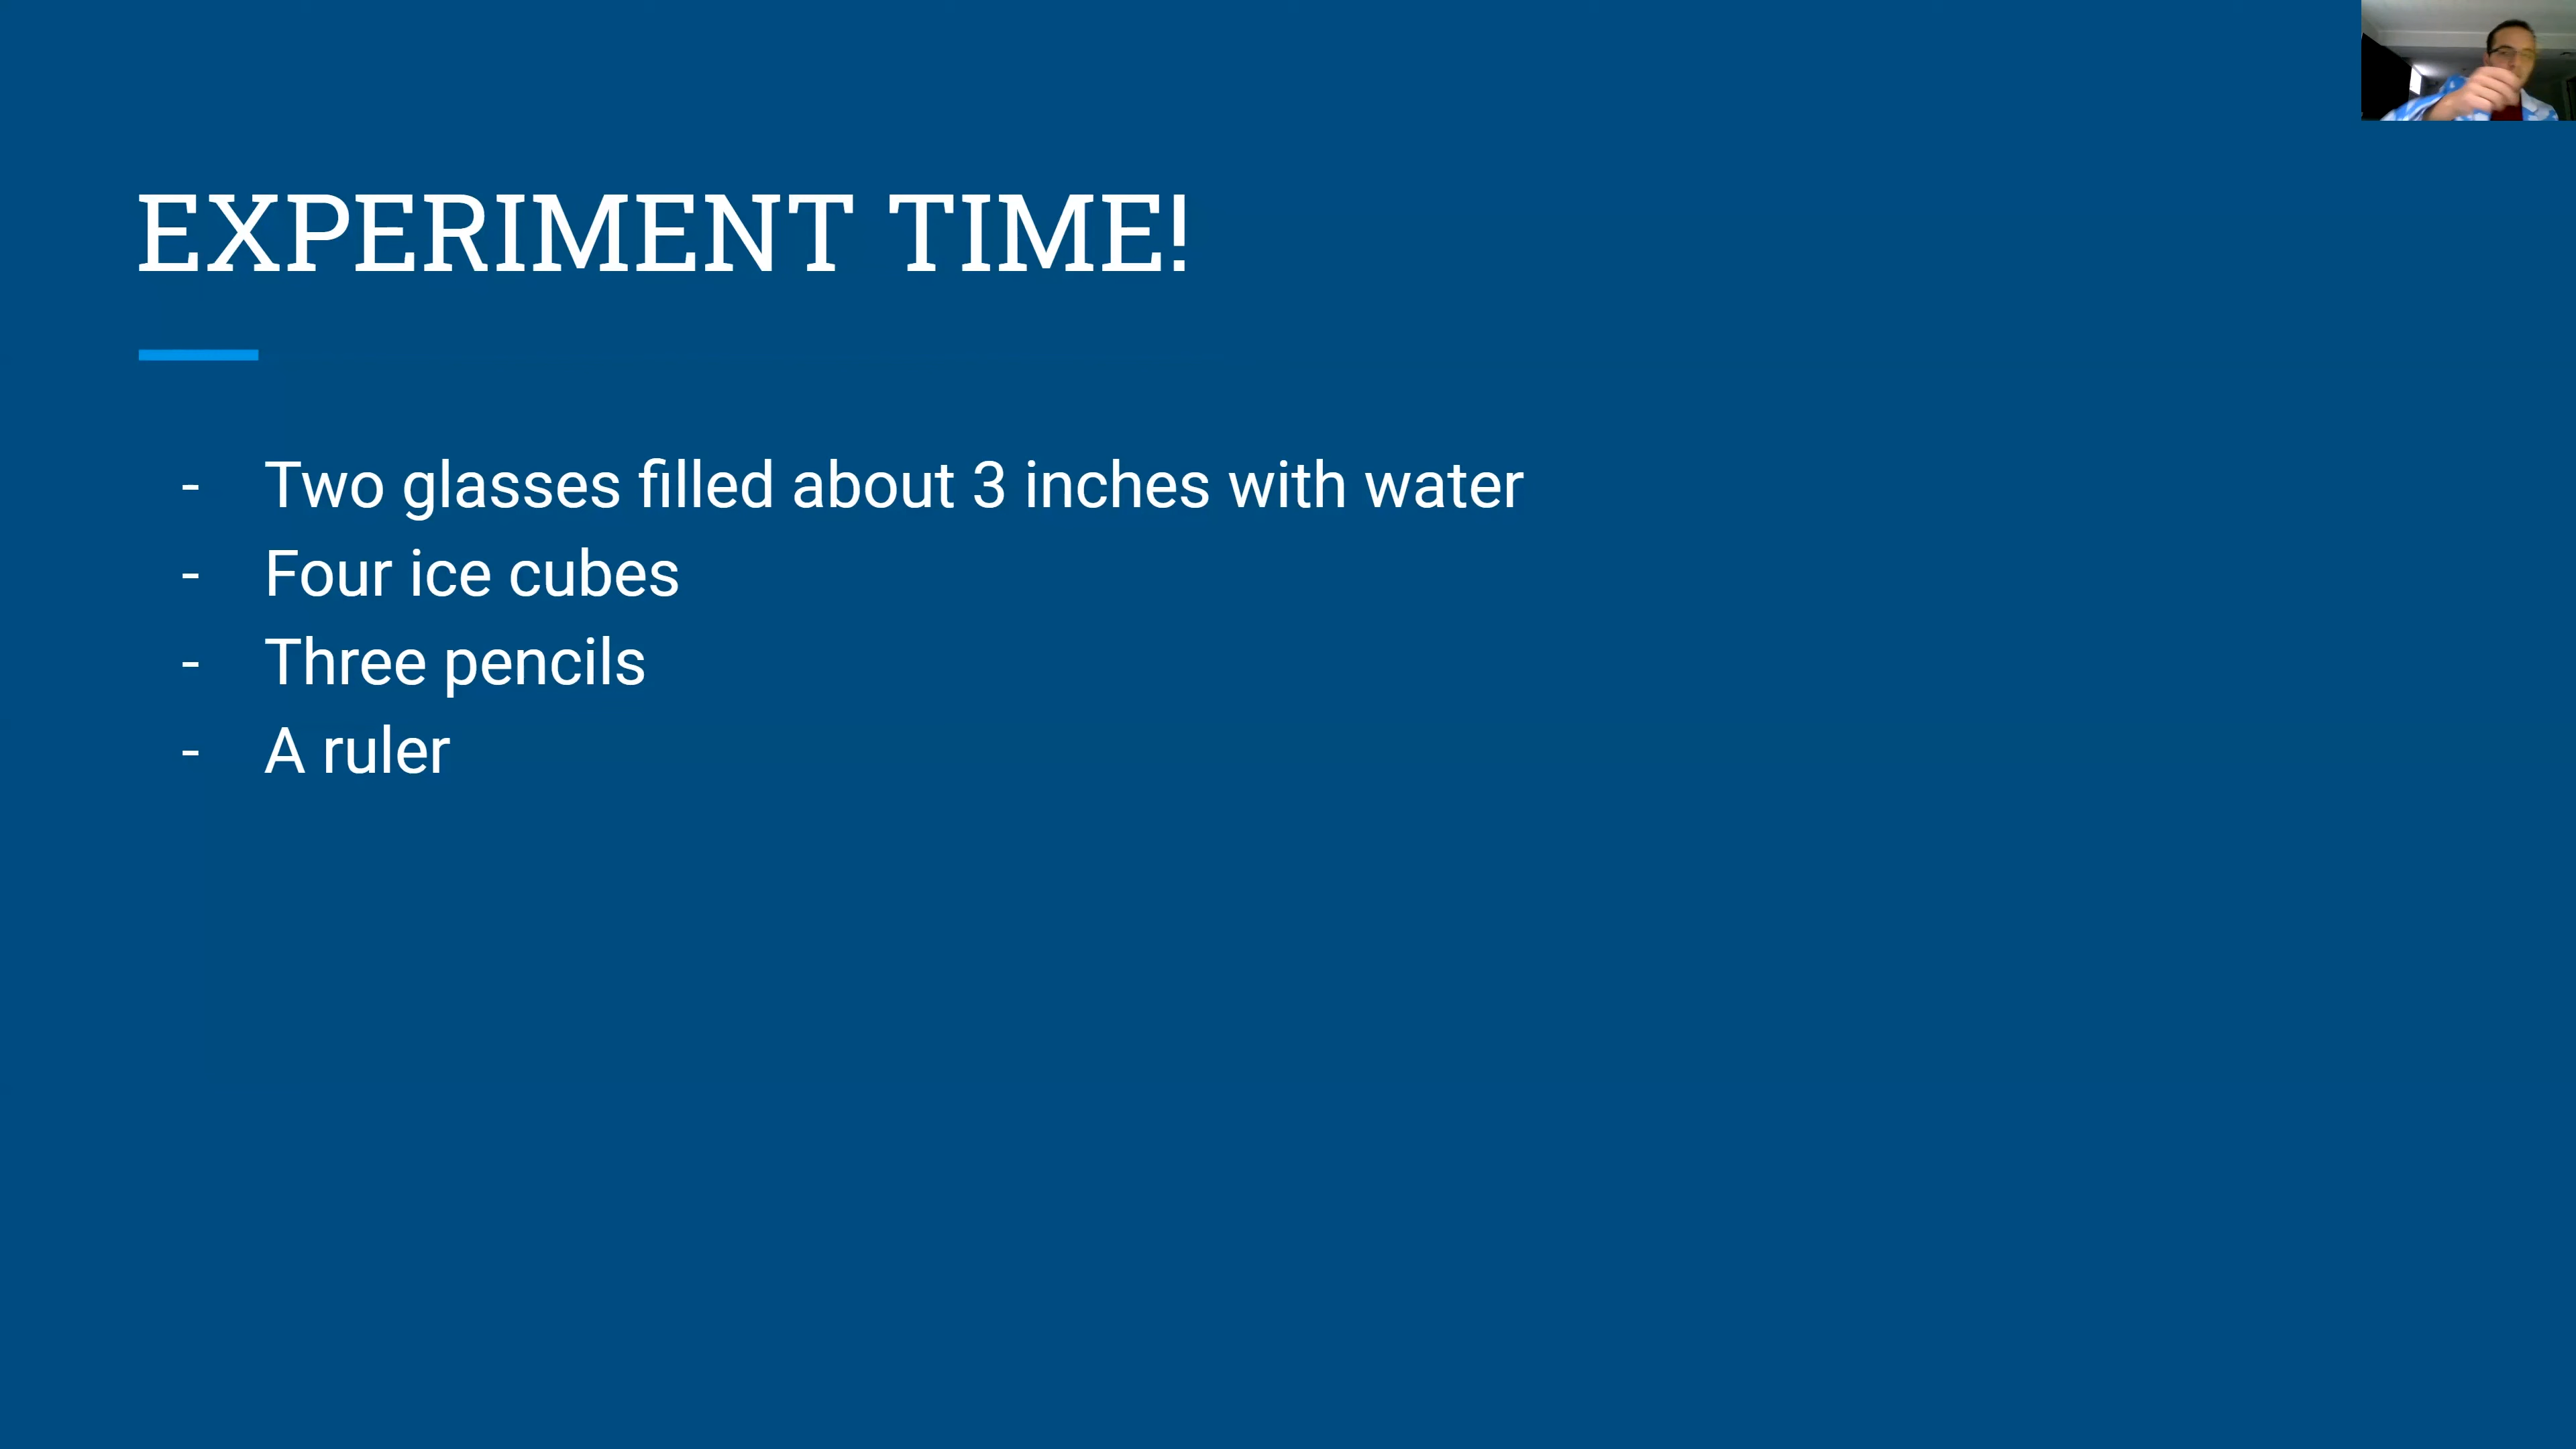 EXPERIMENT TIME!
- Two glasses filled about 3 inches with water
- Four ice cubes
- Three pencils
- A ruler